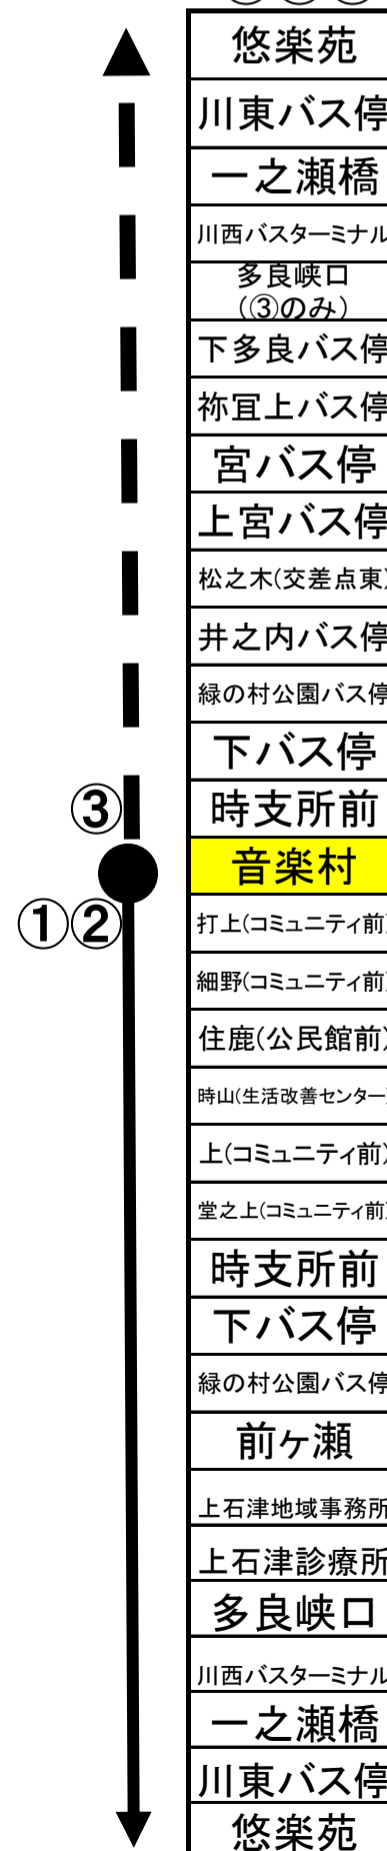 悠楽苑
川東バス停
一之瀬橋
川西バスターミナル
多良峡口
(③のみ)
下多良バス停
祢宜上バス停
宮バス停
上宮バス停
松之木(交差点東)
井之内バス停
緑の村公園バス停
下バス停
③
時支所前
音楽村
①②
打上(コミュニティ前)
細野(コミュニティ前)
住鹿(公民館前)
時山(生活改善センター)
上(コミュニティ前)
堂之上(コミュニティ前)
時支所前
下バス停
緑の村公園バス停
前ヶ瀬
上石津地域事務所
上石津診療所
多良峡口
川西バスターミナル
一之瀬橋
川東バス停
悠楽苑